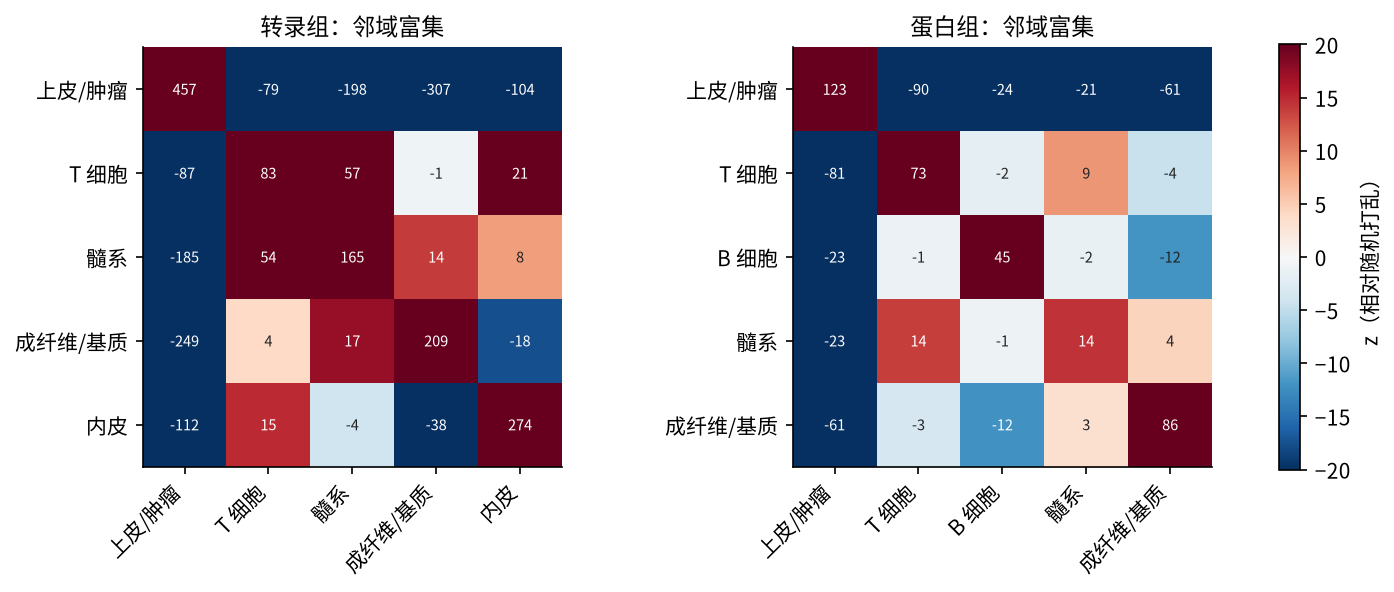 转录组：邻域富集
上皮/肿瘤 457 -79 -198 -307 -104
T 细胞 -87 83 57 -1 21
髓系 -185 54 165 14 8
成纤维/基质 -249 4 17 209 -18
内皮 -112 15 -4 -38 274
上皮/肿瘤 T 细胞 髓系 成纤维/基质 内皮
蛋白组：邻域富集
上皮/肿瘤 123 -90 -24 -21 -61
T 细胞 -81 73 -2 9 -4
B 细胞 -23 -1 45 -2 -12
髓系 -23 14 -1 14 4
成纤维/基质 -61 -3 -12 3 86
上皮/肿瘤 T 细胞 B 细胞 髓系 成纤维/基质
20
15
10
5
0
−5
−10
−15
−20
z（相对随机打乱）